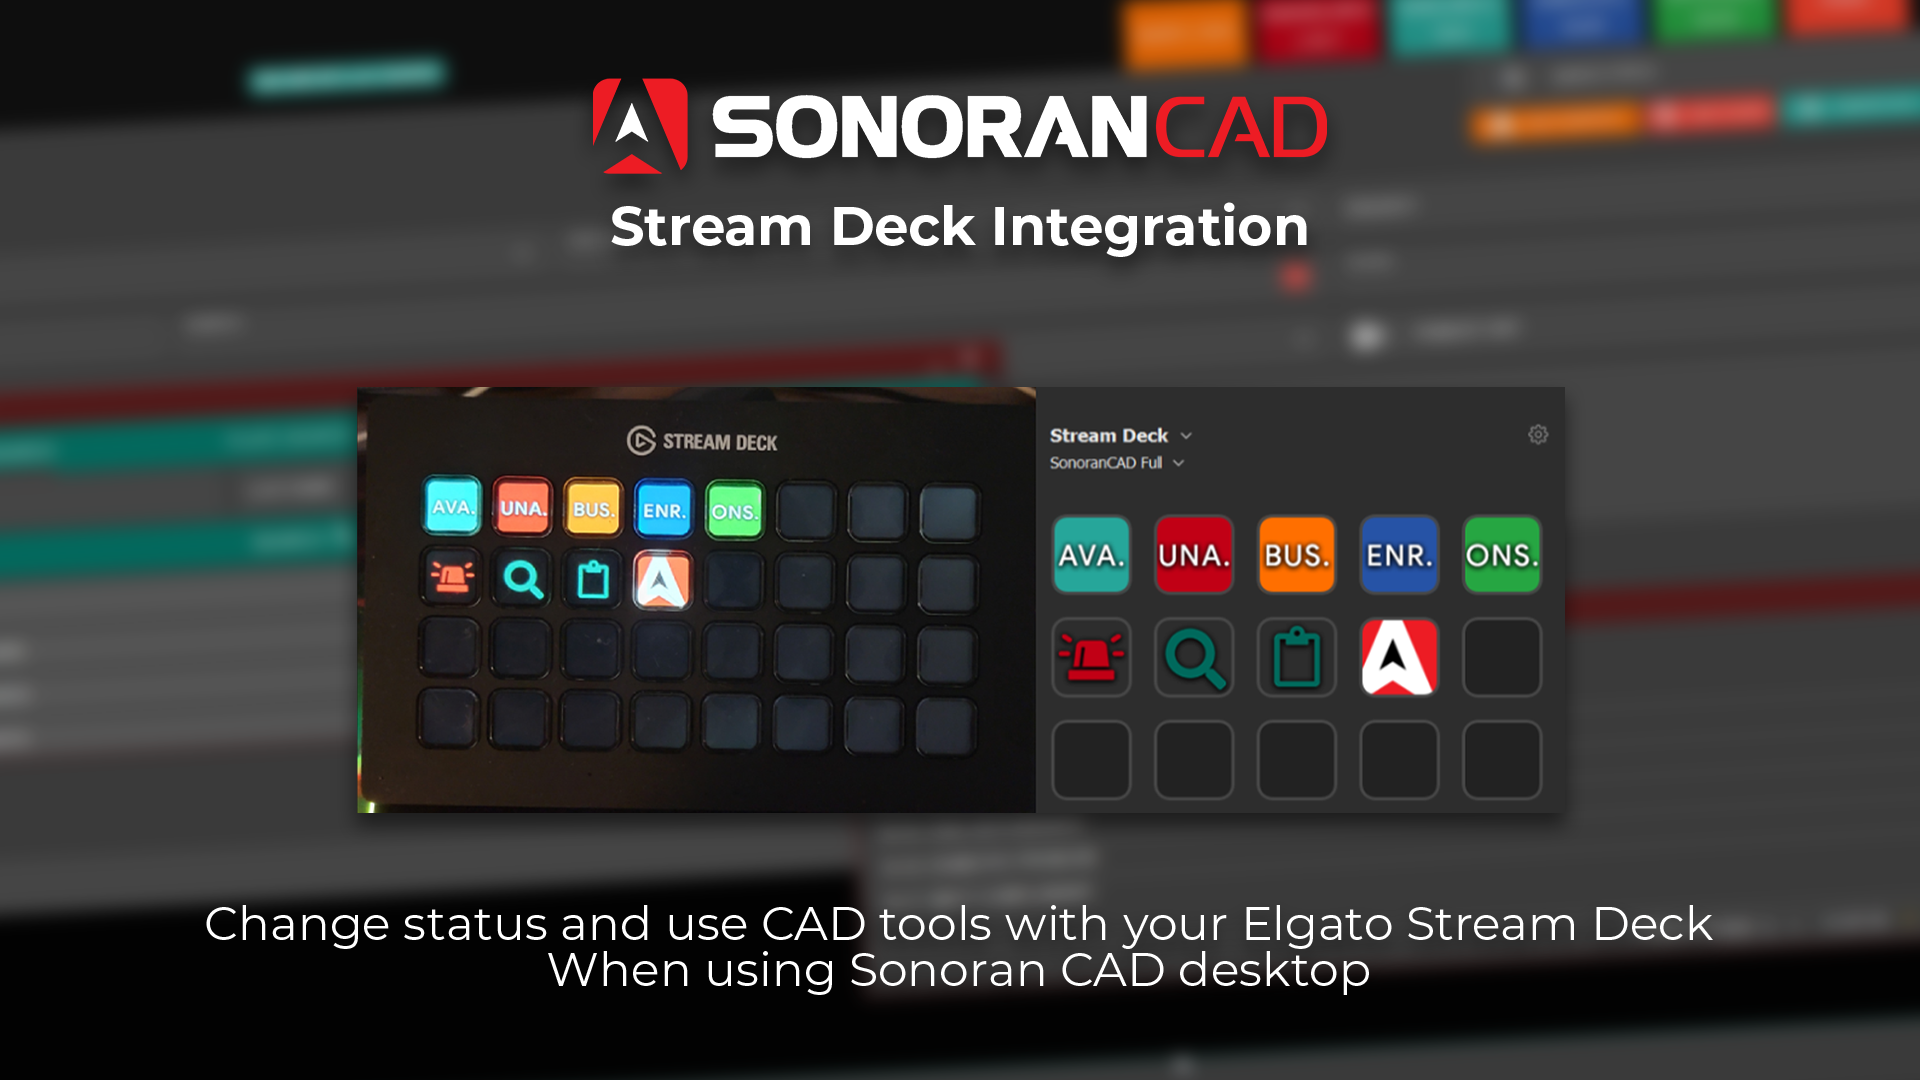 SONORANCAD
Stream Deck Integration
STREAM DECK
AVA. UNA. BUS. ENR. ONS.
Stream Deck
SonoranCAD Full
AVA. UNA. BUS. ENR. ONS.
Change status and use CAD tools with your Elgato Stream Deck
When using Sonoran CAD desktop